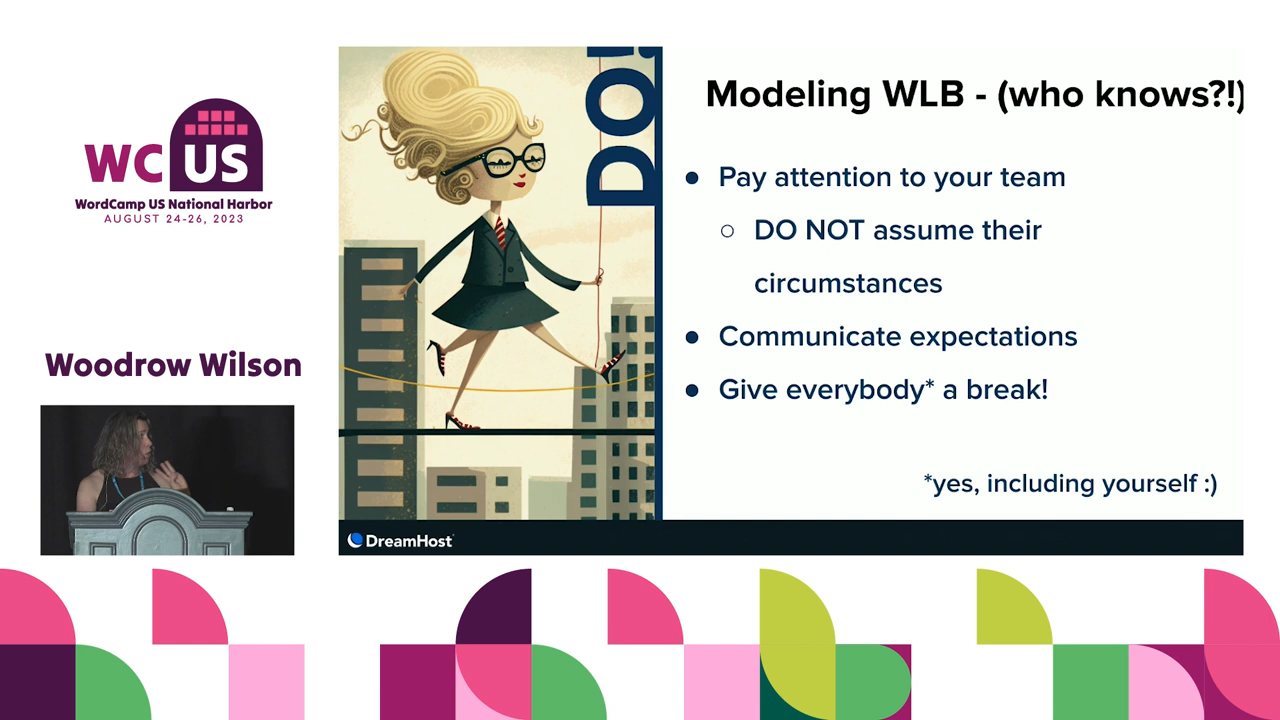 WC US
WordCamp US National Harbor
AUGUST 24-26, 2023
Woodrow Wilson
DO!
Modeling WLB - (who knows?!)
● Pay attention to your team
○ DO NOT assume their
circumstances
● Communicate expectations
● Give everybody* a break!
*yes, including yourself :)
DreamHost